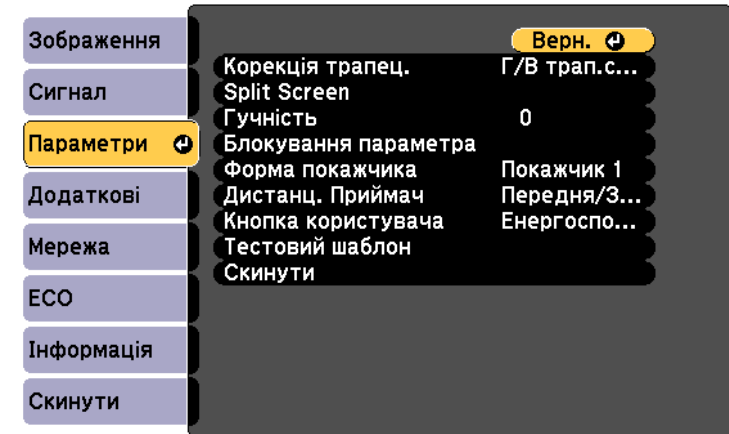 Зображення
Сигнал
Параметри
Додаткові
Мережа
ECO
Інформація
Скинути
Верн.
Корекція трапец. Г/В трап.с...
Split Screen
Гучність 0
Блокування параметра
Форма покажчика Покажчик 1
Дистанц. Приймач Передня/З...
Кнопка користувача Енергоспо...
Тестовий шаблон
Скинути